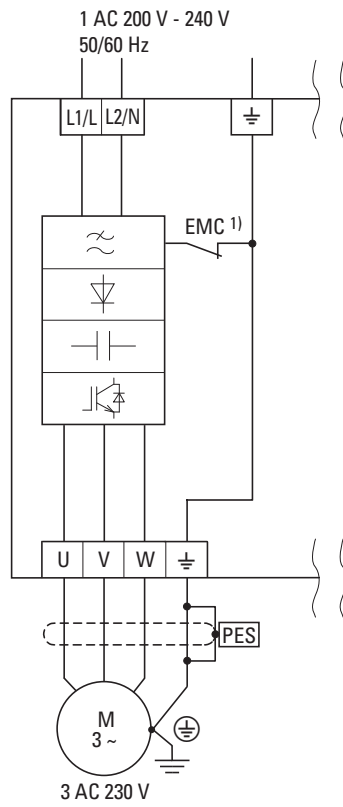 1 AC 200 V - 240 V
50/60 Hz
L1/L L2/N
EMC 1)
U V W
PES
M
3 ~
3 AC 230 V